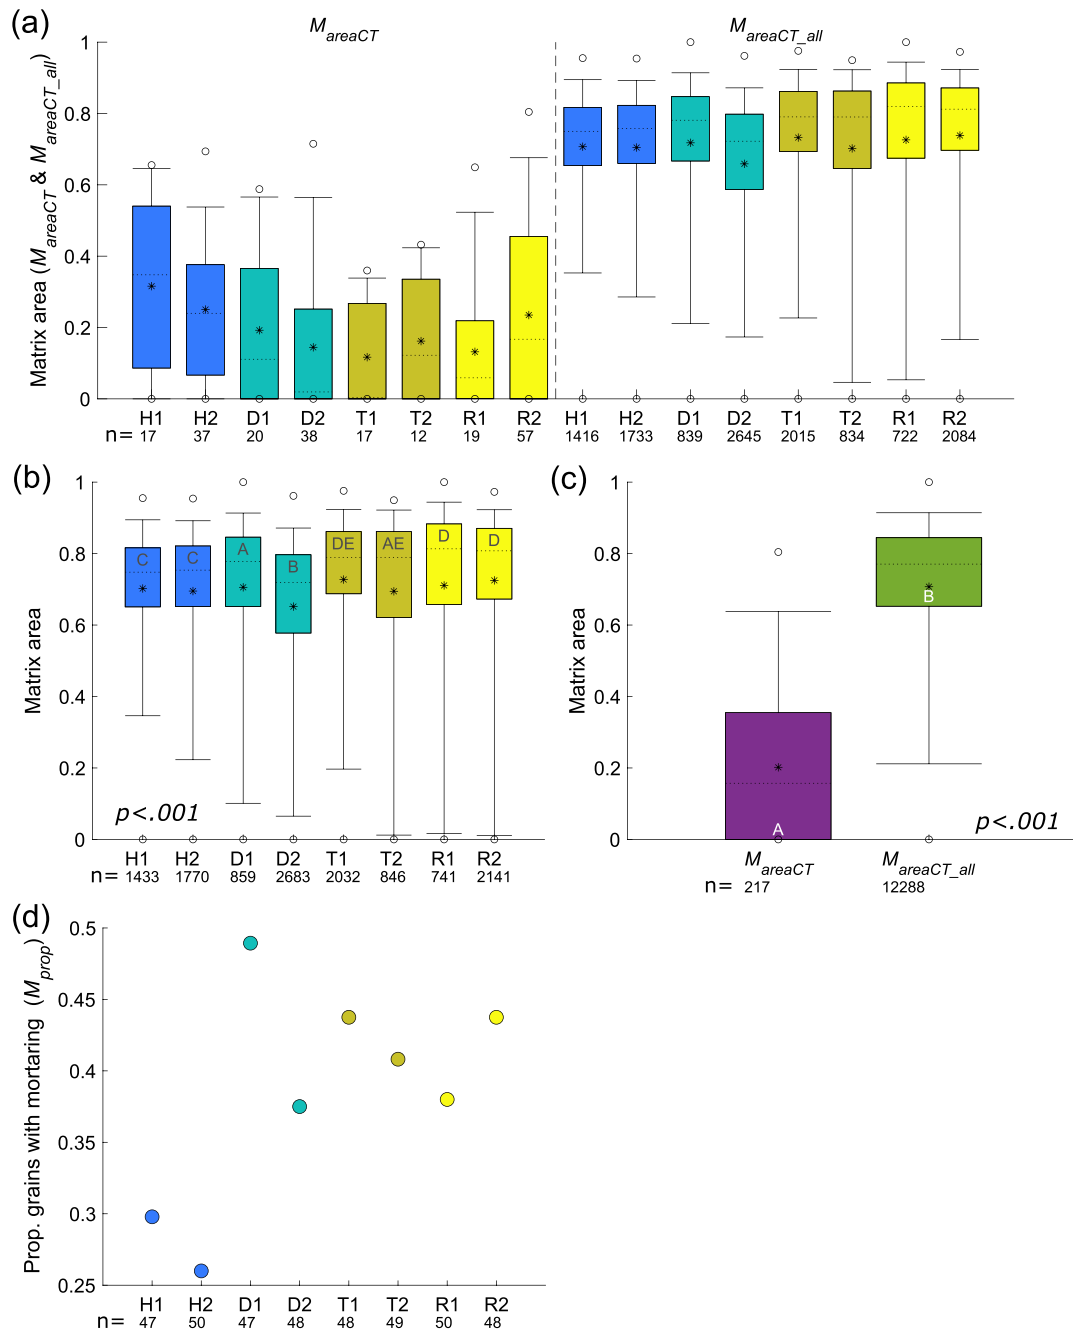 (a)
M_areaCT
M_areaCT_all
Matrix area (M_areaCT & M_areaCT_all)
1
0.8
0.6
0.4
0.2
0
H1 H2 D1 D2 T1 T2 R1 R2 H1 H2 D1 D2 T1 T2 R1 R2
n= 17 37 20 38 17 12 19 57 1416 1733 839 2645 2015 834 722 2084
(b)
Matrix area
1
0.8
0.6
0.4
0.2
0
C C A B DE AE D D
p<.001
H1 H2 D1 D2 T1 T2 R1 R2
n= 1433 1770 859 2683 2032 846 741 2141
(c)
Matrix area
1
0.8
0.6
0.4
0.2
0
B
A
p<.001
M_areaCT M_areaCT_all
n= 217 12288
(d)
Prop. grains with mortaring (M_prop)
0.5
0.45
0.4
0.35
0.3
0.25
H1 H2 D1 D2 T1 T2 R1 R2
n= 47 50 47 48 48 49 50 48